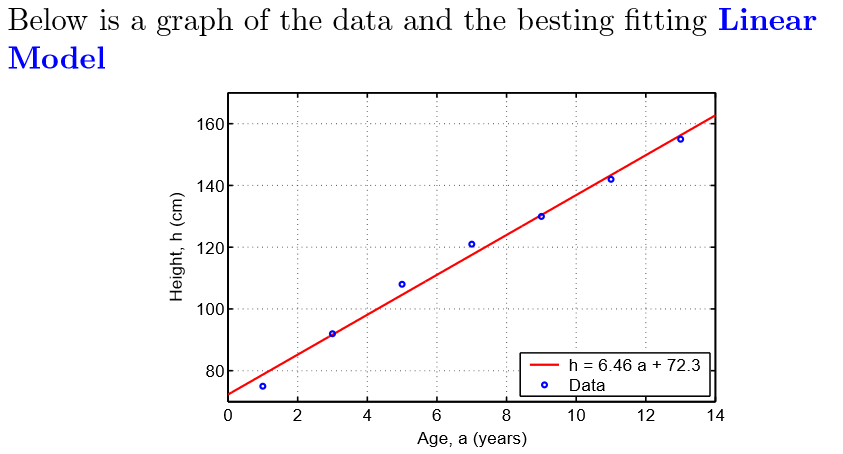 Below is a graph of the data and the besting fitting Linear
Model
160
140
120
100
80
Height, h (cm)
h = 6.46 a + 72.3
Data
0 2 4 6 8 10 12 14
Age, a (years)